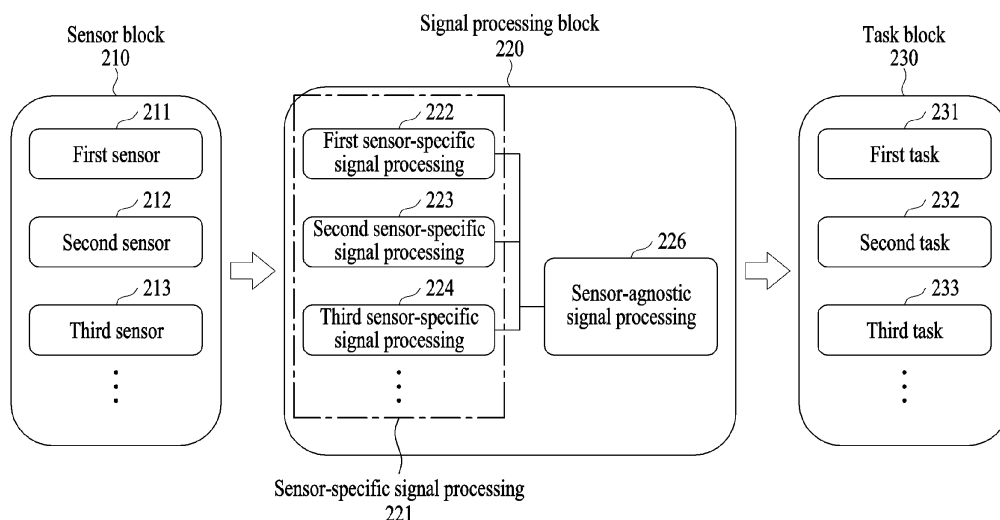 Sensor block
210
211
First sensor
212
Second sensor
213
Third sensor
Signal processing block
220
222
First sensor-specific
signal processing
223
Second sensor-specific
signal processing
224
Third sensor-specific
signal processing
226
Sensor-agnostic
signal processing
Sensor-specific signal processing
221
Task block
230
231
First task
232
Second task
233
Third task